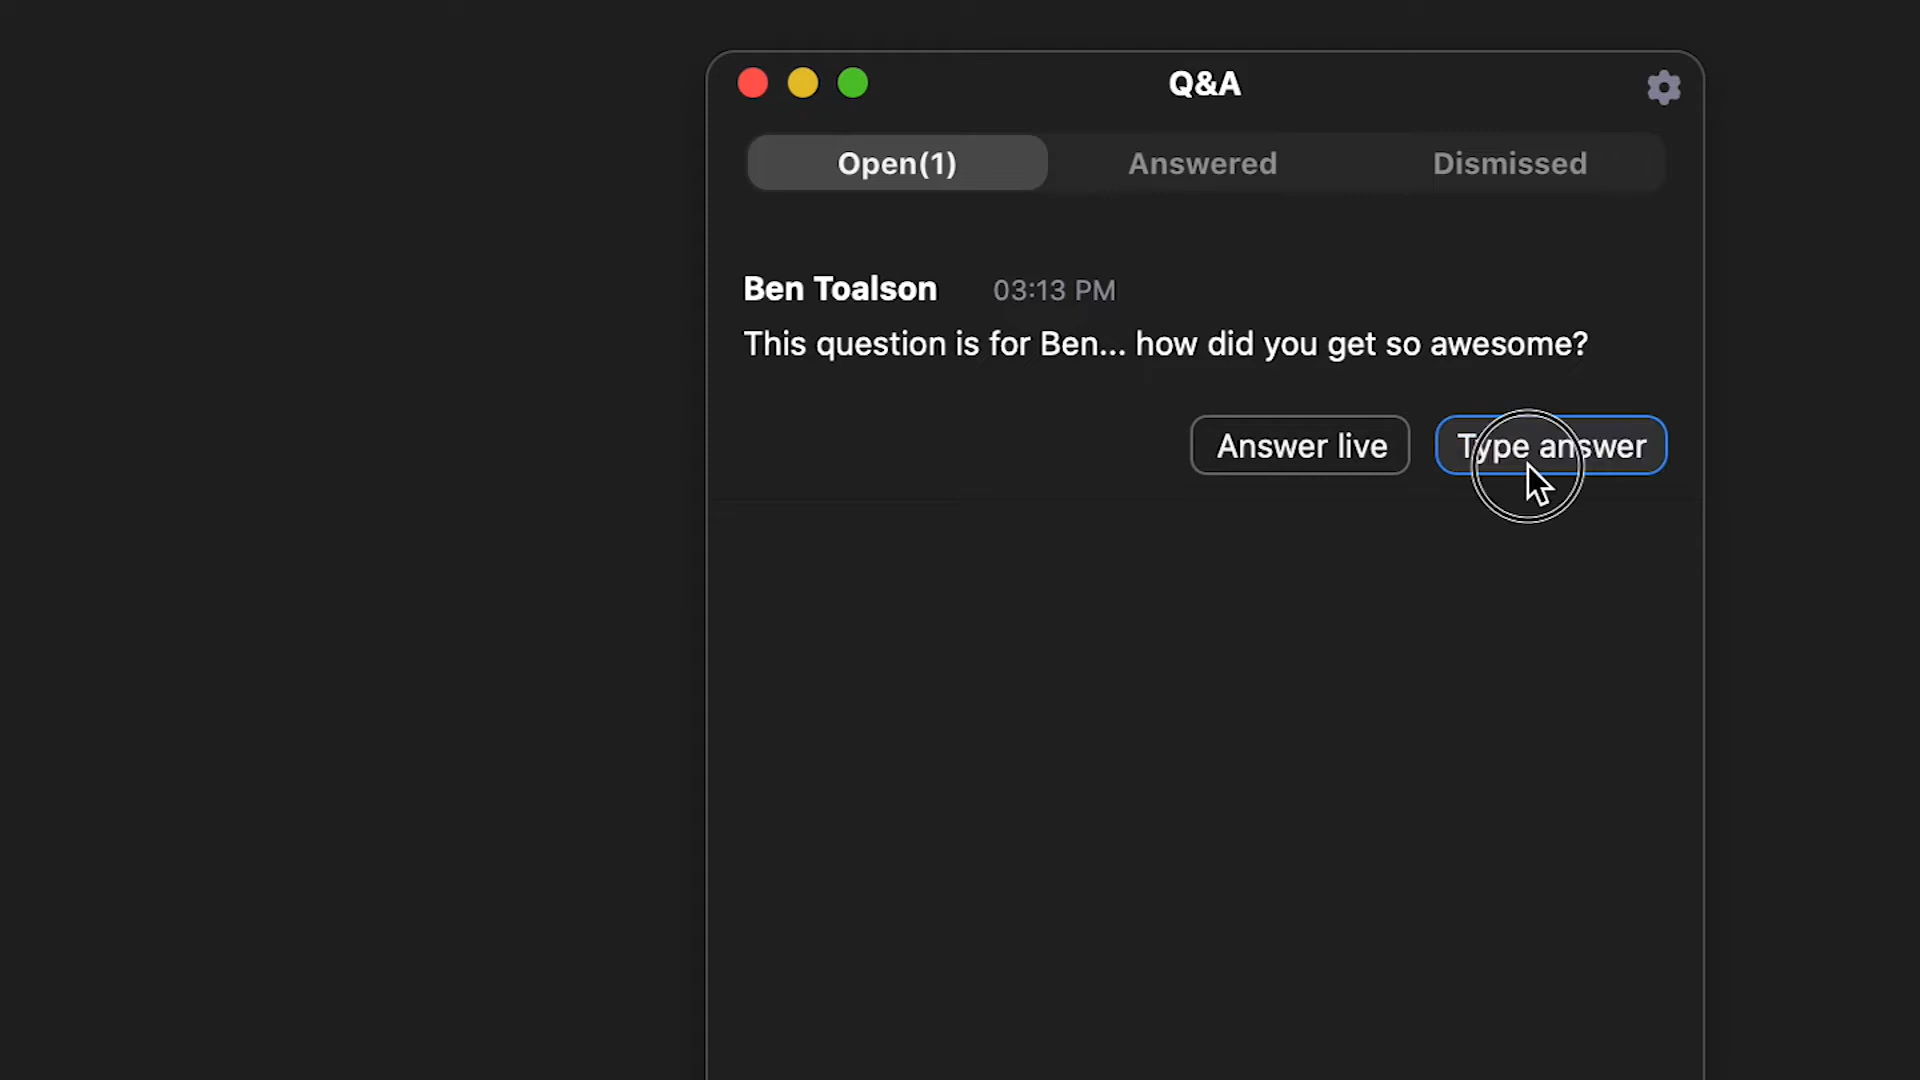 Q&A
Open(1) Answered Dismissed
Ben Toalson 03:13 PM
This question is for Ben... how did you get so awesome?
Answer live Type answer